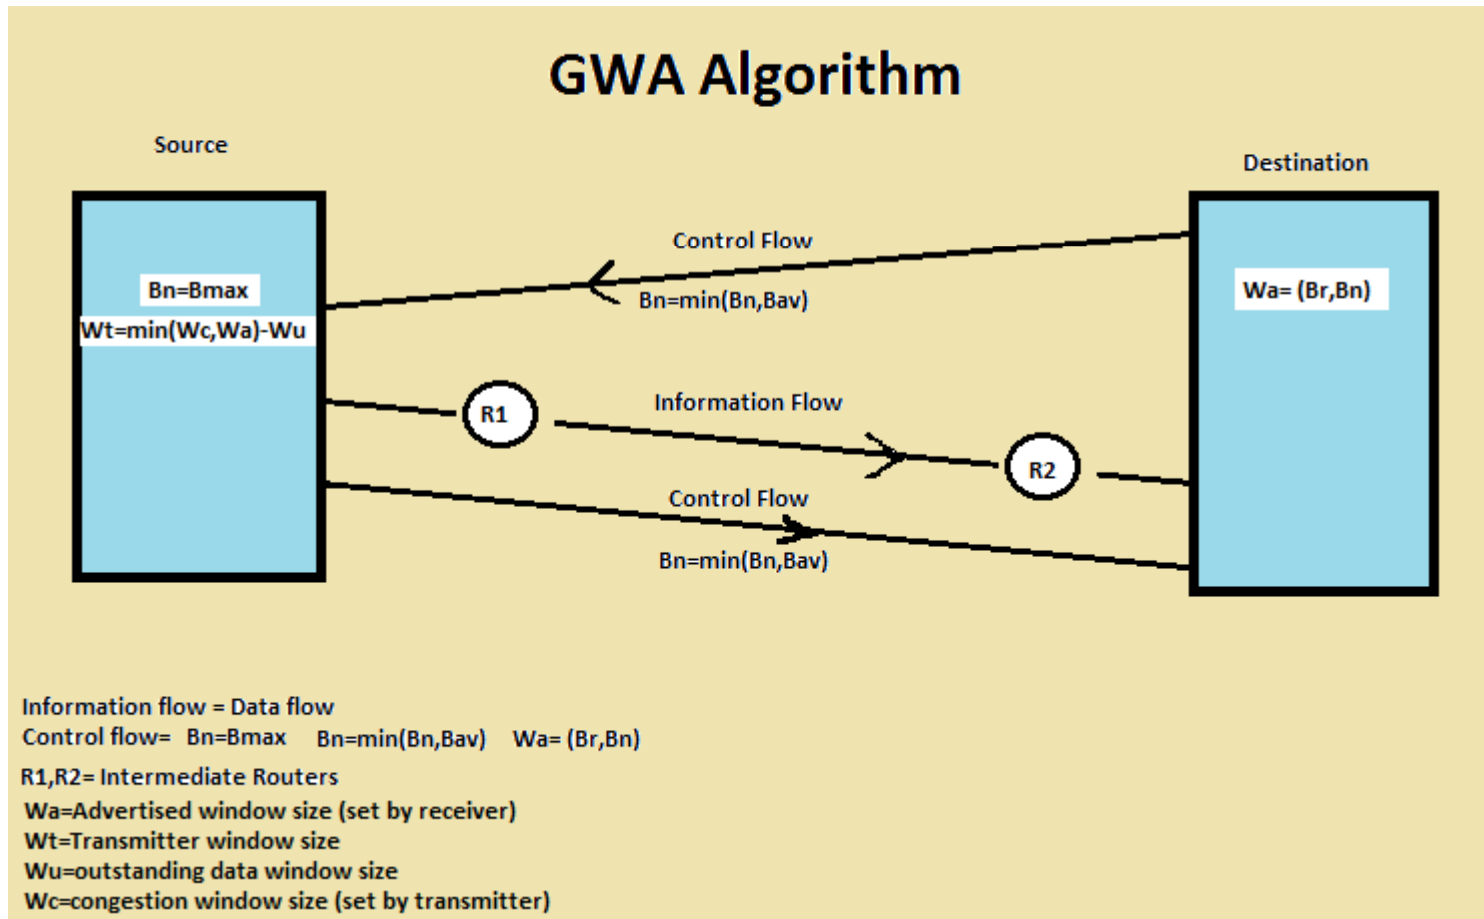 GWA Algorithm
Source
Destination
Control Flow
Bn=min(Bn,Bav)
Bn=Bmax
Wt=min(Wc,Wa)-Wu
Wa= (Br,Bn)
R1
Information Flow
R2
Control Flow
Bn=min(Bn,Bav)
Information flow = Data flow
Control flow= Bn=Bmax Bn=min(Bn,Bav) Wa= (Br,Bn)
R1,R2= Intermediate Routers
Wa=Advertised window size (set by receiver)
Wt=Transmitter window size
Wu=outstanding data window size
Wc=congestion window size (set by transmitter)